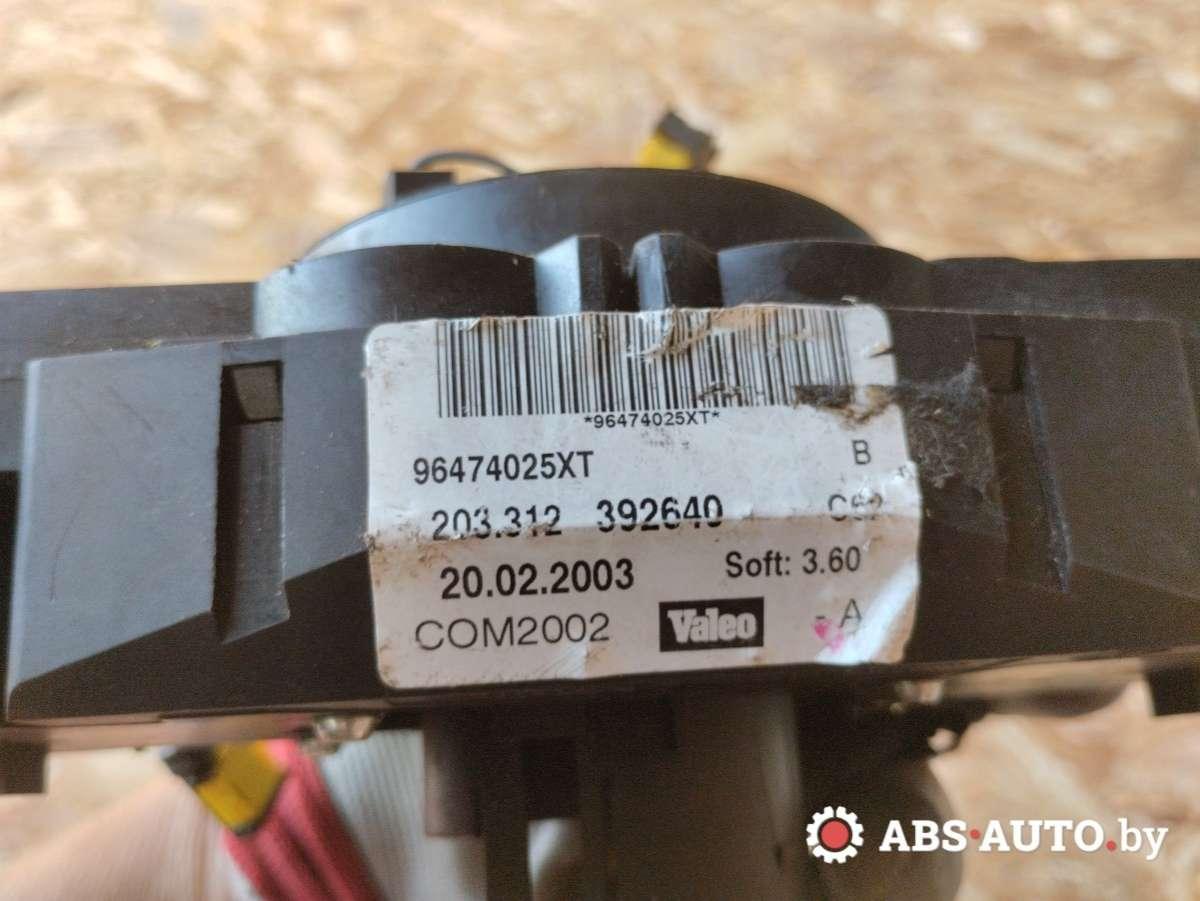 *96474025XT*
96474025XT B
203.312 392640
20.02.2003 Soft: 3.60
COM2002 Valeo - A
ABS-AUTO.by